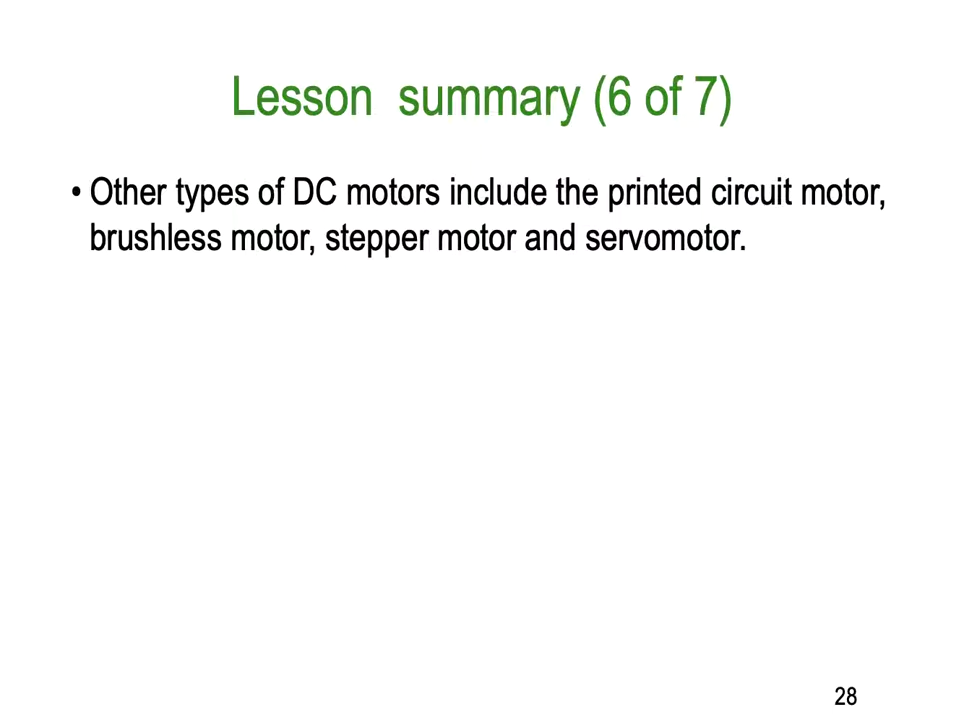 Lesson  summary (6 of 7)
• Other types of DC motors include the printed circuit motor,
brushless motor, stepper motor and servomotor.
28